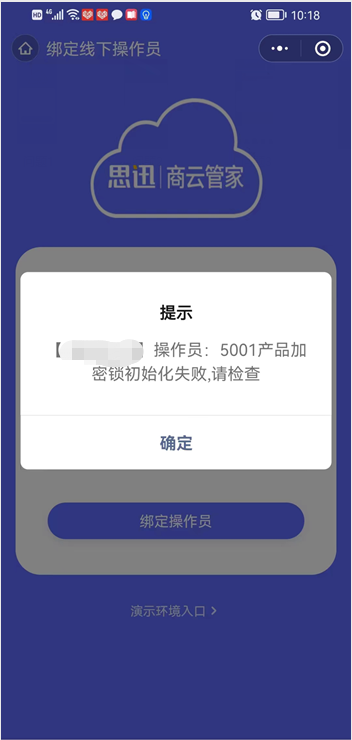 HD 4G 10:18
绑定线下操作员
思迅|商云管家
提示
【 】操作员：5001产品加
密锁初始化失败,请检查
确定
绑定操作员
演示环境入口 >